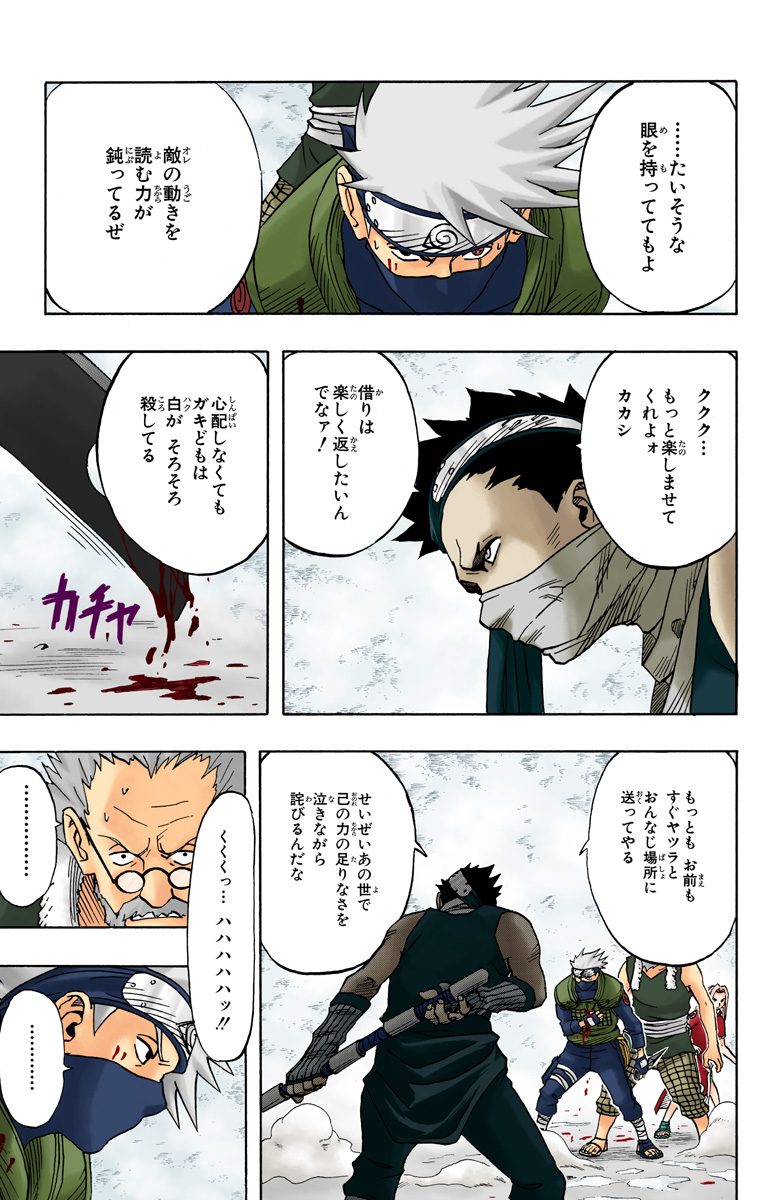 ……たいそうな
眼を持っててもよ
敵の動きを
読む力が
鈍ってるぜ
ククク…
もっと楽しませて
くれよォ
カカシ
借りは
楽しく返したいん
でなァ!
心配しなくても
ガキどもは
白が そろそろ
殺してる
カチャ
もっとも お前も
すぐヤツラと
おんなじ場所に
送ってやる
せいぜいあの世で
己の力の足りなさを
泣きながら
詫びるんだな
くくくっ… ハハハハハッ!!
…………
…………